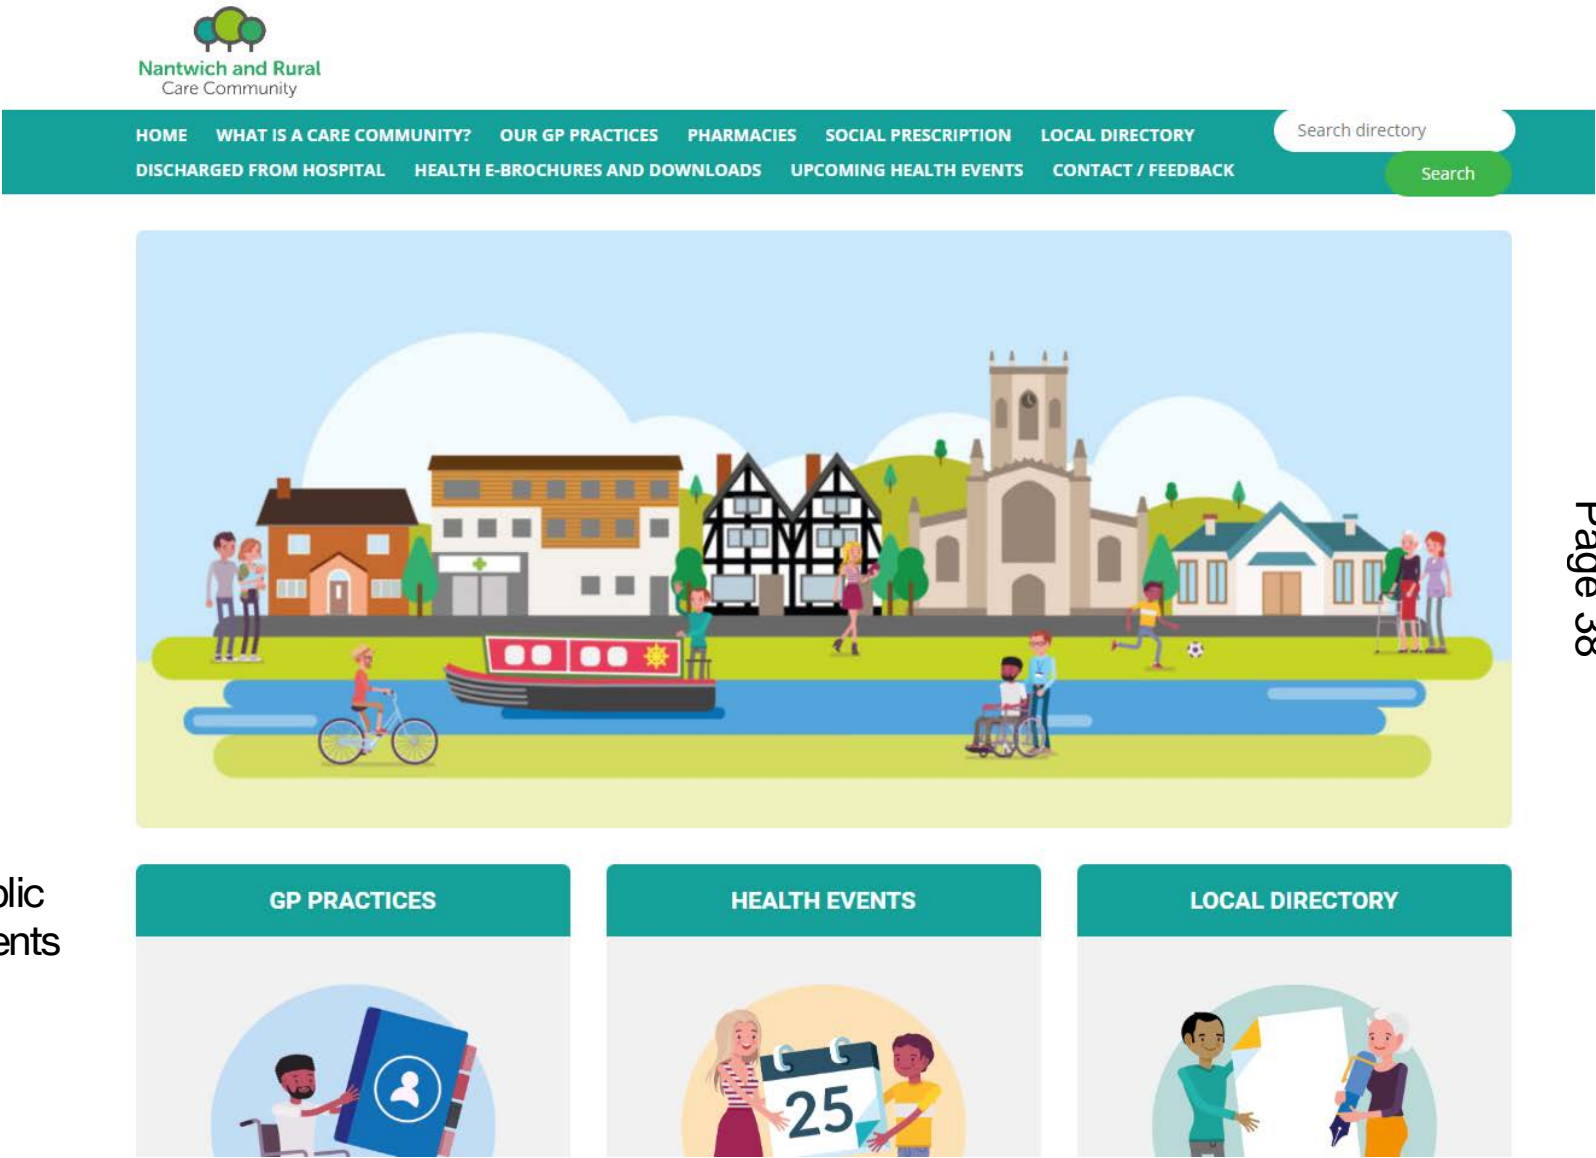 Nantwich and Rural
Care Community
HOME WHAT IS A CARE COMMUNITY? OUR GP PRACTICES PHARMACIES SOCIAL PRESCRIPTION LOCAL DIRECTORY
Search directory
DISCHARGED FROM HOSPITAL HEALTH E-BROCHURES AND DOWNLOADS UPCOMING HEALTH EVENTS CONTACT / FEEDBACK
Search
Page 38
GP PRACTICES
HEALTH EVENTS
LOCAL DIRECTORY
25